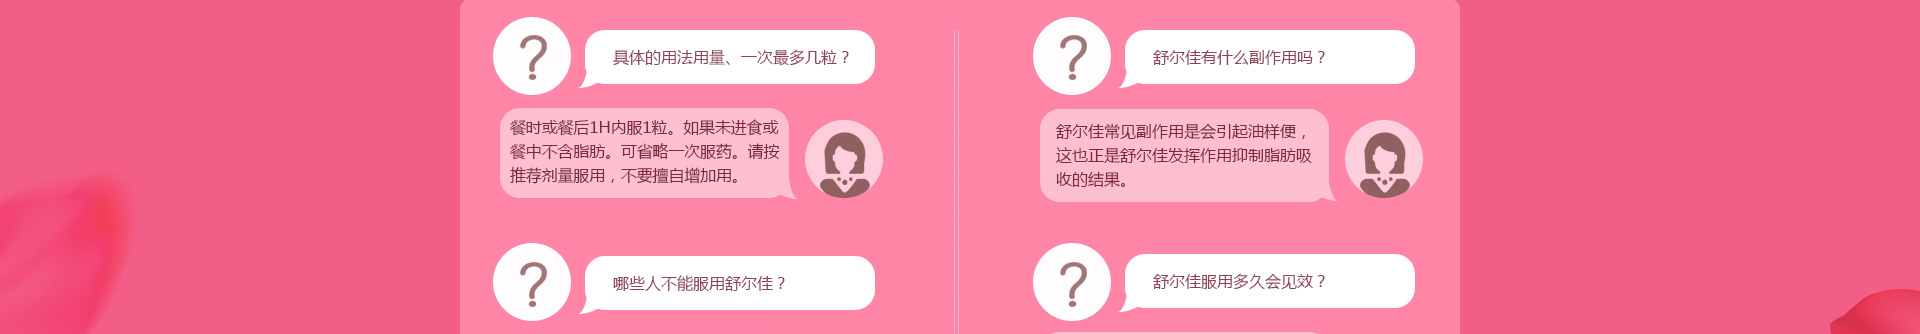 具体的用法用量、一次最多几粒？
餐时或餐后1H内服1粒。如果未进食或
餐中不含脂肪。可省略一次服药。请按
推荐剂量服用，不要擅自增加用。
哪些人不能服用舒尔佳？
舒尔佳有什么副作用吗？
舒尔佳常见副作用是会引起油样便，
这也正是舒尔佳发挥作用抑制脂肪吸
收的结果。
舒尔佳服用多久会见效？